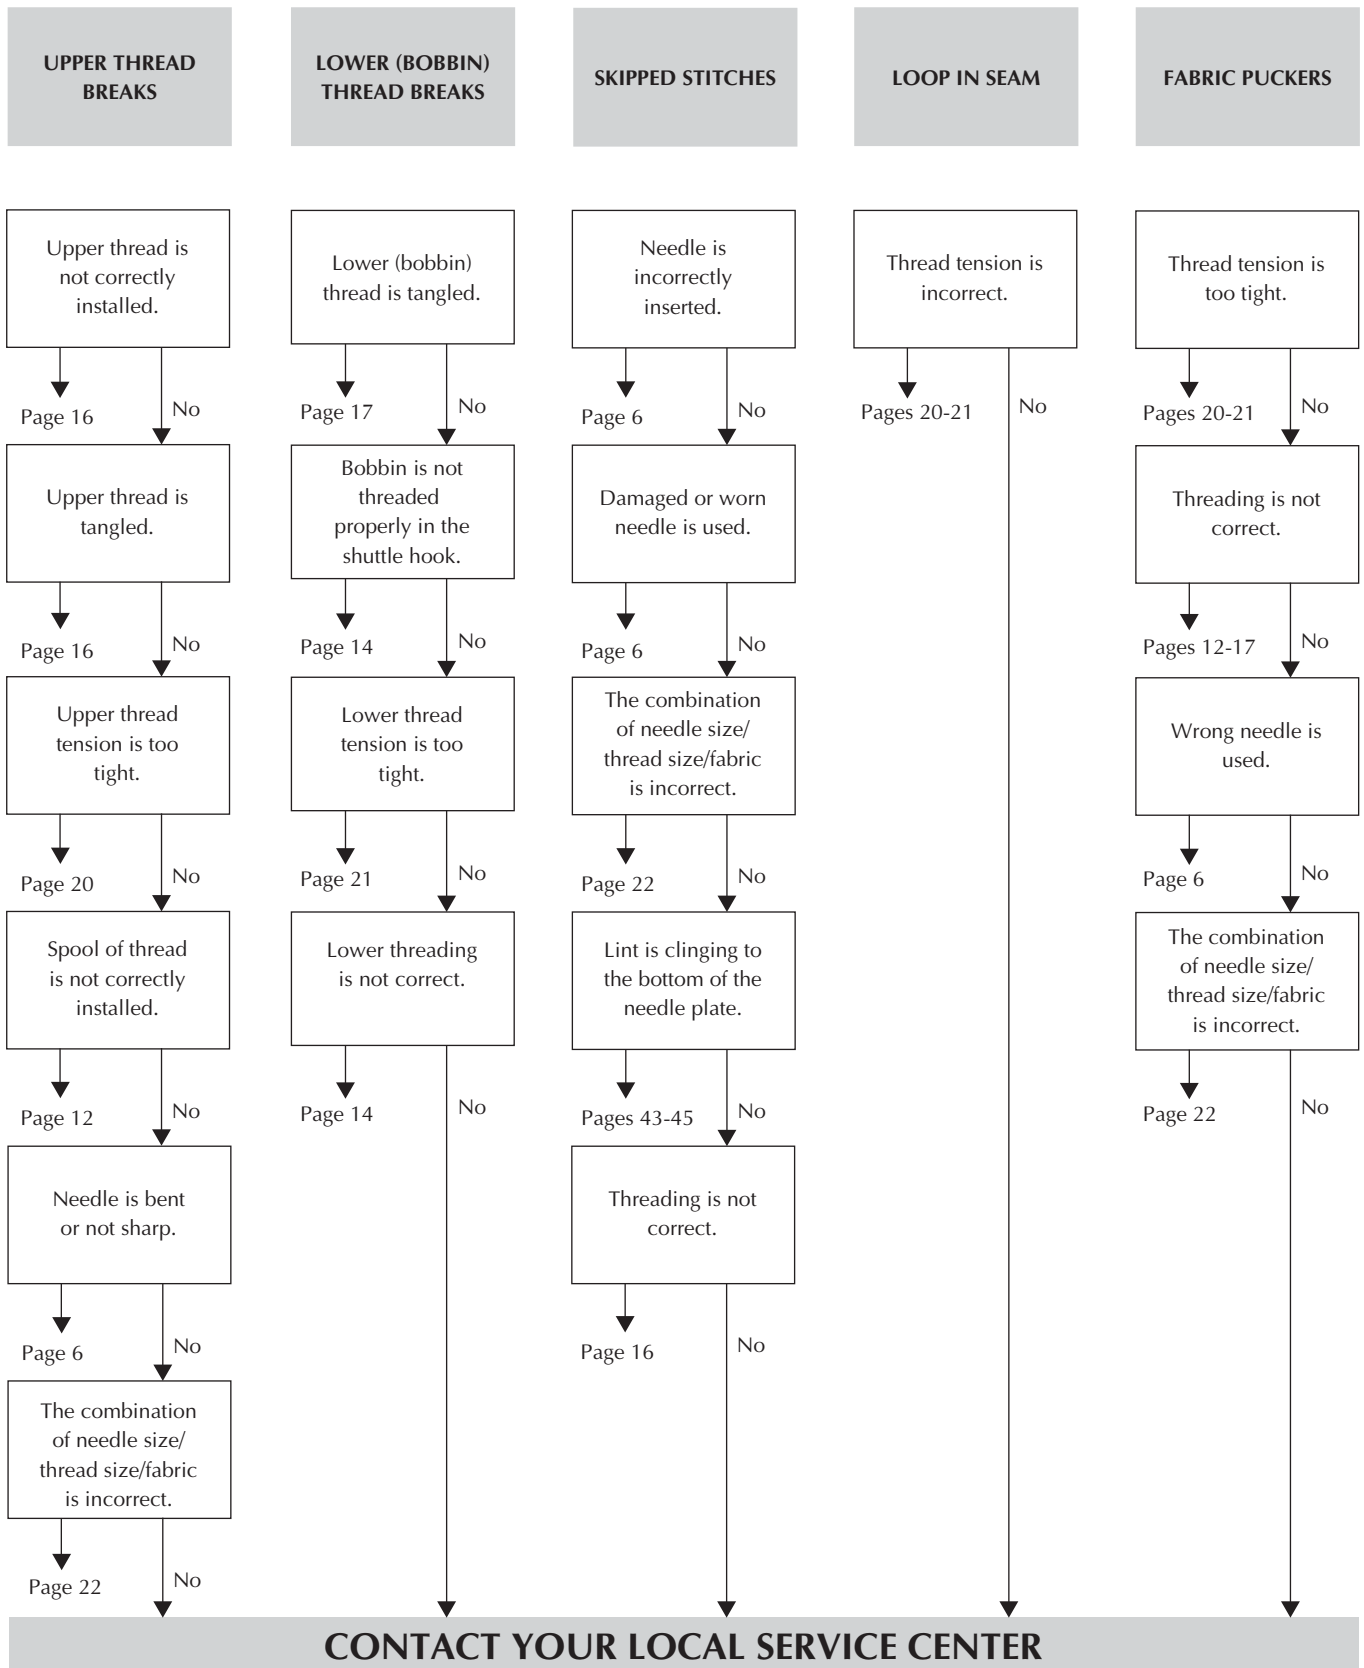 UPPER THREAD
BREAKS
LOWER (BOBBIN)
THREAD BREAKS
SKIPPED STITCHES
LOOP IN SEAM
FABRIC PUCKERS
Upper thread is
not correctly
installed.
Page 16
No
Upper thread is
tangled.
Page 16
No
Upper thread
tension is too
tight.
Page 20
No
Spool of thread
is not correctly
installed.
Page 12
No
Needle is bent
or not sharp.
Page 6
No
The combination
of needle size/
thread size/fabric
is incorrect.
Page 22
No
Lower (bobbin)
thread is tangled.
Page 17
No
Bobbin is not
threaded
properly in the
shuttle hook.
Page 14
No
Lower thread
tension is too
tight.
Page 21
No
Lower threading
is not correct.
Page 14
No
Needle is
incorrectly
inserted.
Page 6
No
Damaged or worn
needle is used.
Page 6
No
The combination
of needle size/
thread size/fabric
is incorrect.
Page 22
No
Lint is clinging to
the bottom of the
needle plate.
Pages 43-45
No
Threading is not
correct.
Page 16
No
Thread tension is
incorrect.
Pages 20-21
No
Thread tension is
too tight.
Pages 20-21
No
Threading is not
correct.
Pages 12-17
No
Wrong needle is
used.
Page 6
No
The combination
of needle size/
thread size/fabric
is incorrect.
Page 22
No
CONTACT YOUR LOCAL SERVICE CENTER